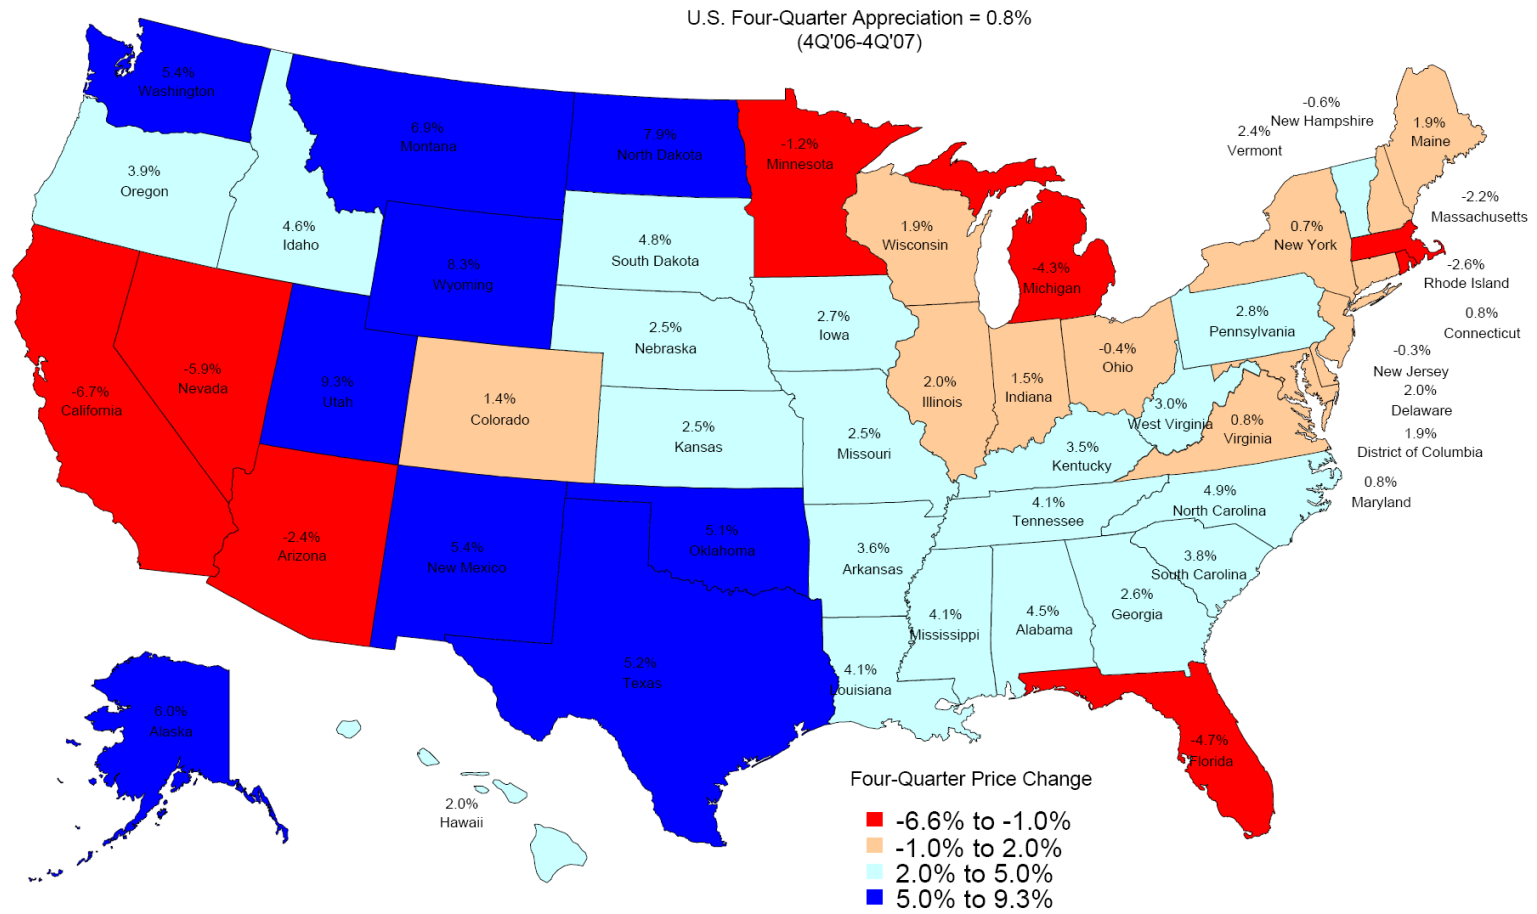 U.S. Four-Quarter Appreciation = 0.8%
(4Q'06-4Q'07)
5.4%
Washington
3.9%
Oregon
4.6%
Idaho
6.9%
Montana
7.9%
North Dakota
-1.2%
Minnesota
8.3%
Wyoming
4.8%
South Dakota
1.9%
Wisconsin
-4.3%
Michigan
-0.6%
New Hampshire
2.4%
Vermont
1.9%
Maine
-2.2%
Massachusetts
0.7%
New York
-2.6%
Rhode Island
0.8%
Connecticut
-0.3%
New Jersey
2.0%
Delaware
1.9%
District of Columbia
0.8%
Maryland
2.8%
Pennsylvania
-6.7%
California
-5.9%
Nevada
9.3%
Utah
1.4%
Colorado
2.5%
Nebraska
2.7%
Iowa
2.0%
Illinois
1.5%
Indiana
-0.4%
Ohio
3.0%
West Virginia
0.8%
Virginia
2.5%
Kansas
2.5%
Missouri
3.5%
Kentucky
4.1%
Tennessee
4.9%
North Carolina
-2.4%
Arizona
5.4%
New Mexico
5.1%
Oklahoma
3.6%
Arkansas
3.8%
South Carolina
4.1%
Mississippi
4.5%
Alabama
2.6%
Georgia
5.2%
Texas
4.1%
Louisiana
-4.7%
Florida
6.0%
Alaska
2.0%
Hawaii
Four-Quarter Price Change
-6.6% to -1.0%
-1.0% to 2.0%
2.0% to 5.0%
5.0% to 9.3%